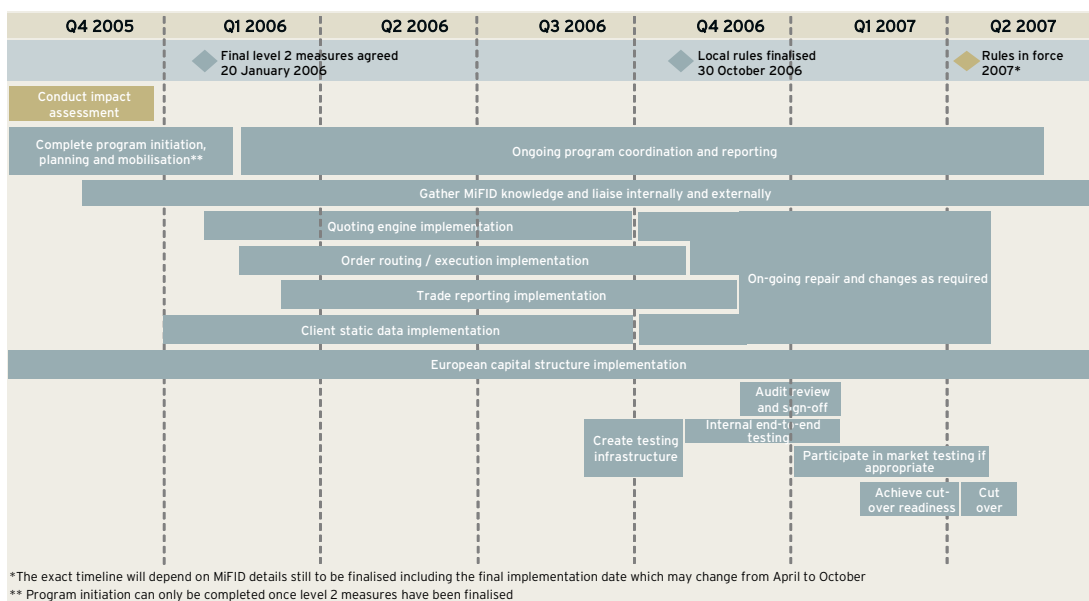 Q4 2005 Q1 2006 Q2 2006 Q3 2006 Q4 2006 Q1 2007 Q2 2007
Final level 2 measures agreed
20 January 2006
Local rules finalised
30 October 2006
Rules in force
2007*
Conduct impact
assessment
Complete program initiation,
planning and mobilisation**
Ongoing program coordination and reporting
Gather MiFID knowledge and liaise internally and externally
Quoting engine implementation
Order routing / execution implementation
On-going repair and changes as required
Trade reporting implementation
Client static data implementation
European capital structure implementation
Audit review
and sign-off
Internal end-to-end
testing
Create testing
infrastructure
Participate in market testing if
appropriate
Achieve cut-
over readiness
Cut
over
*The exact timeline will depend on MiFID details still to be finalised including the final implementation date which may change from April to October
** Program initiation can only be completed once level 2 measures have been finalised